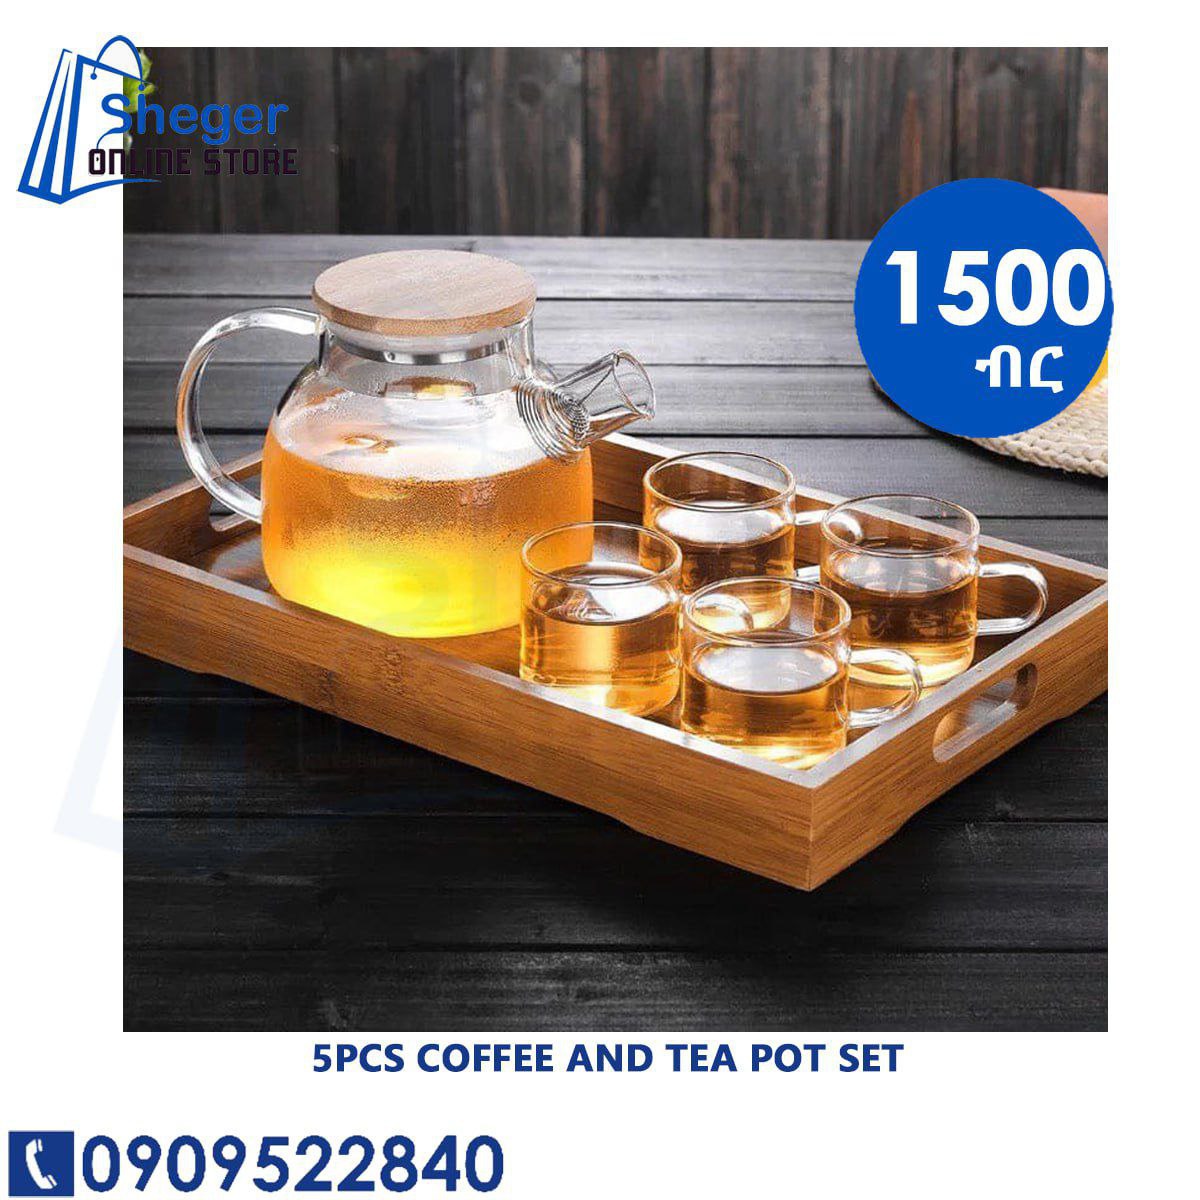 Sheger
ONLINE STORE
1500
ብር
5PCS COFFEE AND TEA POT SET
0909522840